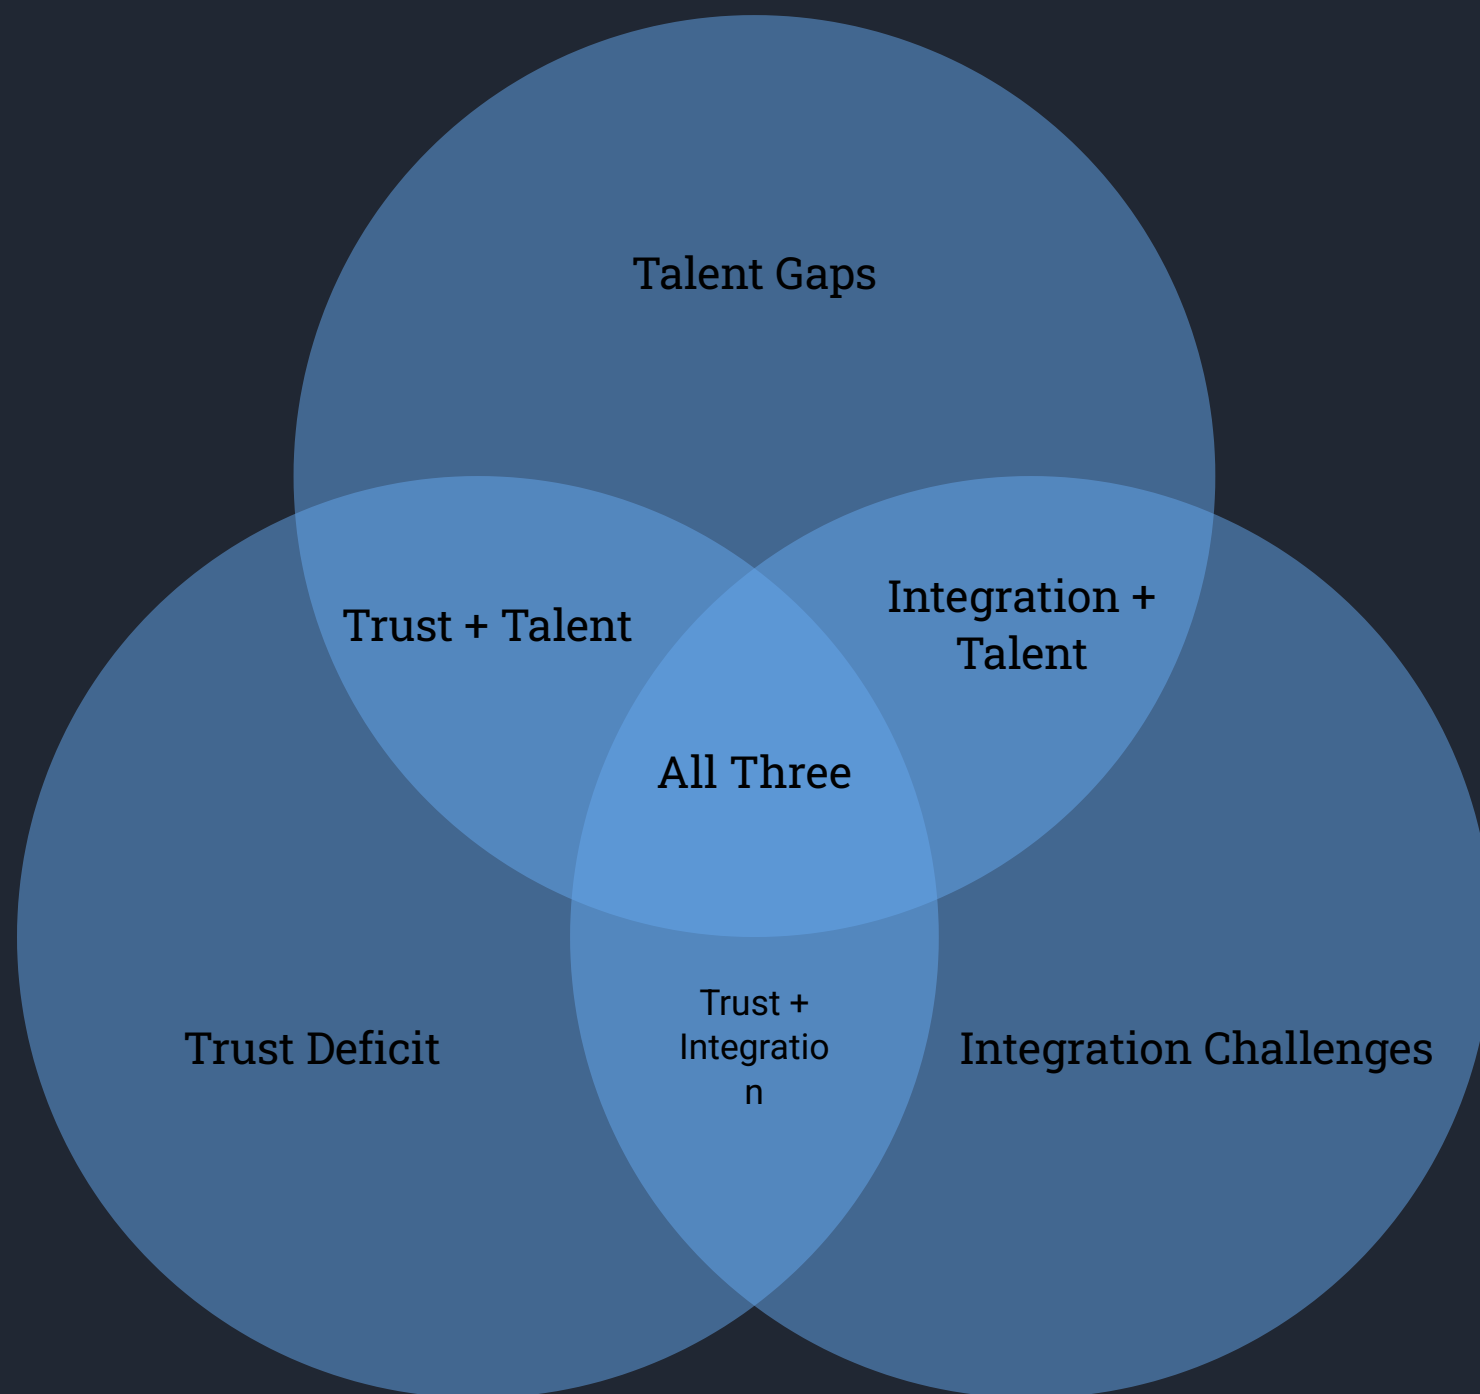 Talent Gaps
Trust + Talent
Integration +
Talent
All Three
Trust Deficit
Trust +
Integratio
n
Integration Challenges